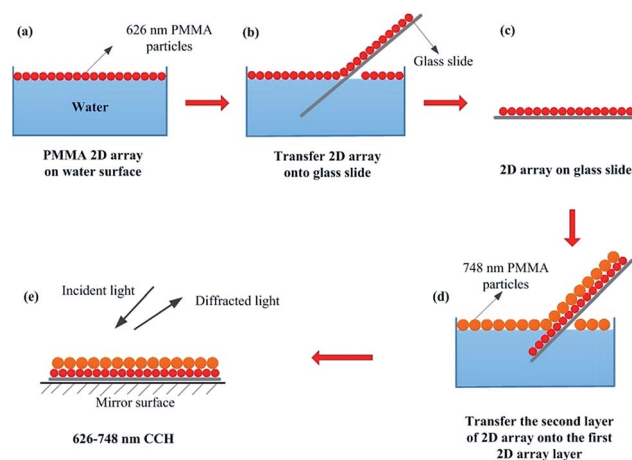 (a)
626 nm PMMA
particles
Water
PMMA 2D array
on water surface
(b)
Glass slide
Transfer 2D array
onto glass slide
(c)
2D array on glass slide
748 nm PMMA
particles
(d)
Transfer the second layer
of 2D array onto the first
2D array layer
(e)
Incident light
Diffracted light
Mirror surface
626-748 nm CCH